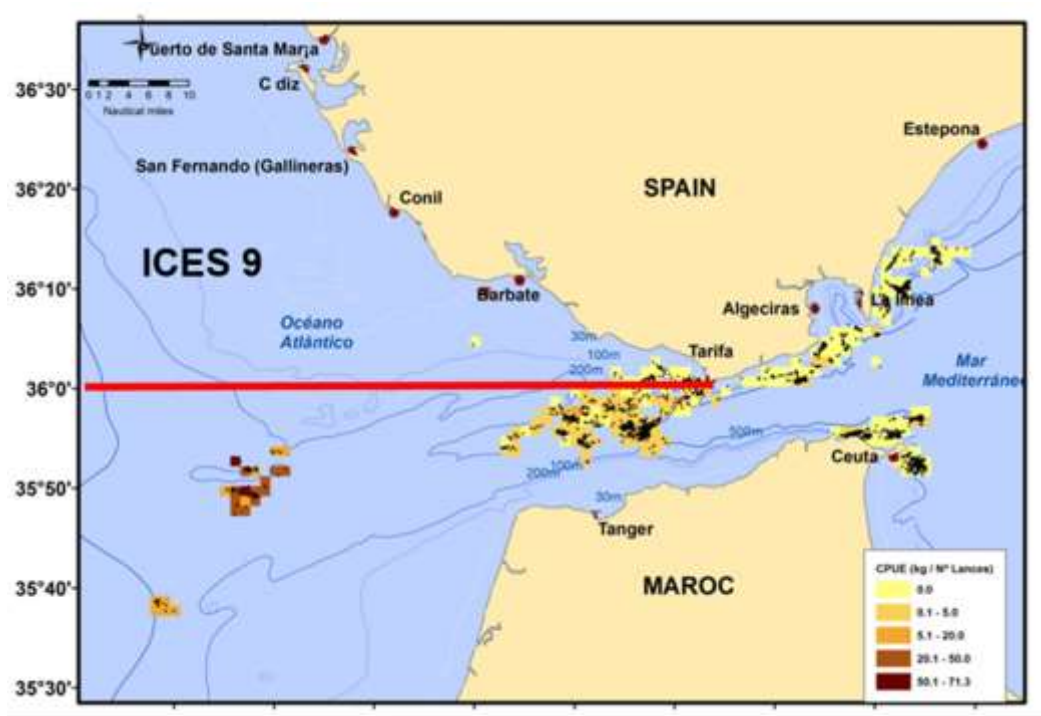 Puerto de Santa Maria
C diz
0 1 2 4 6 8 10
Nautical miles
36°30'
Estepona
San Fernando (Gallineras)
36°20'
SPAIN
Conil
ICES 9
36°10'
Barbate
Algeciras
La línea
Océano
Atlántico
30m
100m
200m
Tarifa
Mar
Mediterráneo
36°0'
500m
Ceuta
100m
200m
35°50'
30m
Tanger
MAROC
35°40'
35°30'
CPUE (kg / Nº Lances)
0.0
0.1 - 5.0
5.1 - 20.0
20.1 - 50.0
50.1 - 71.3